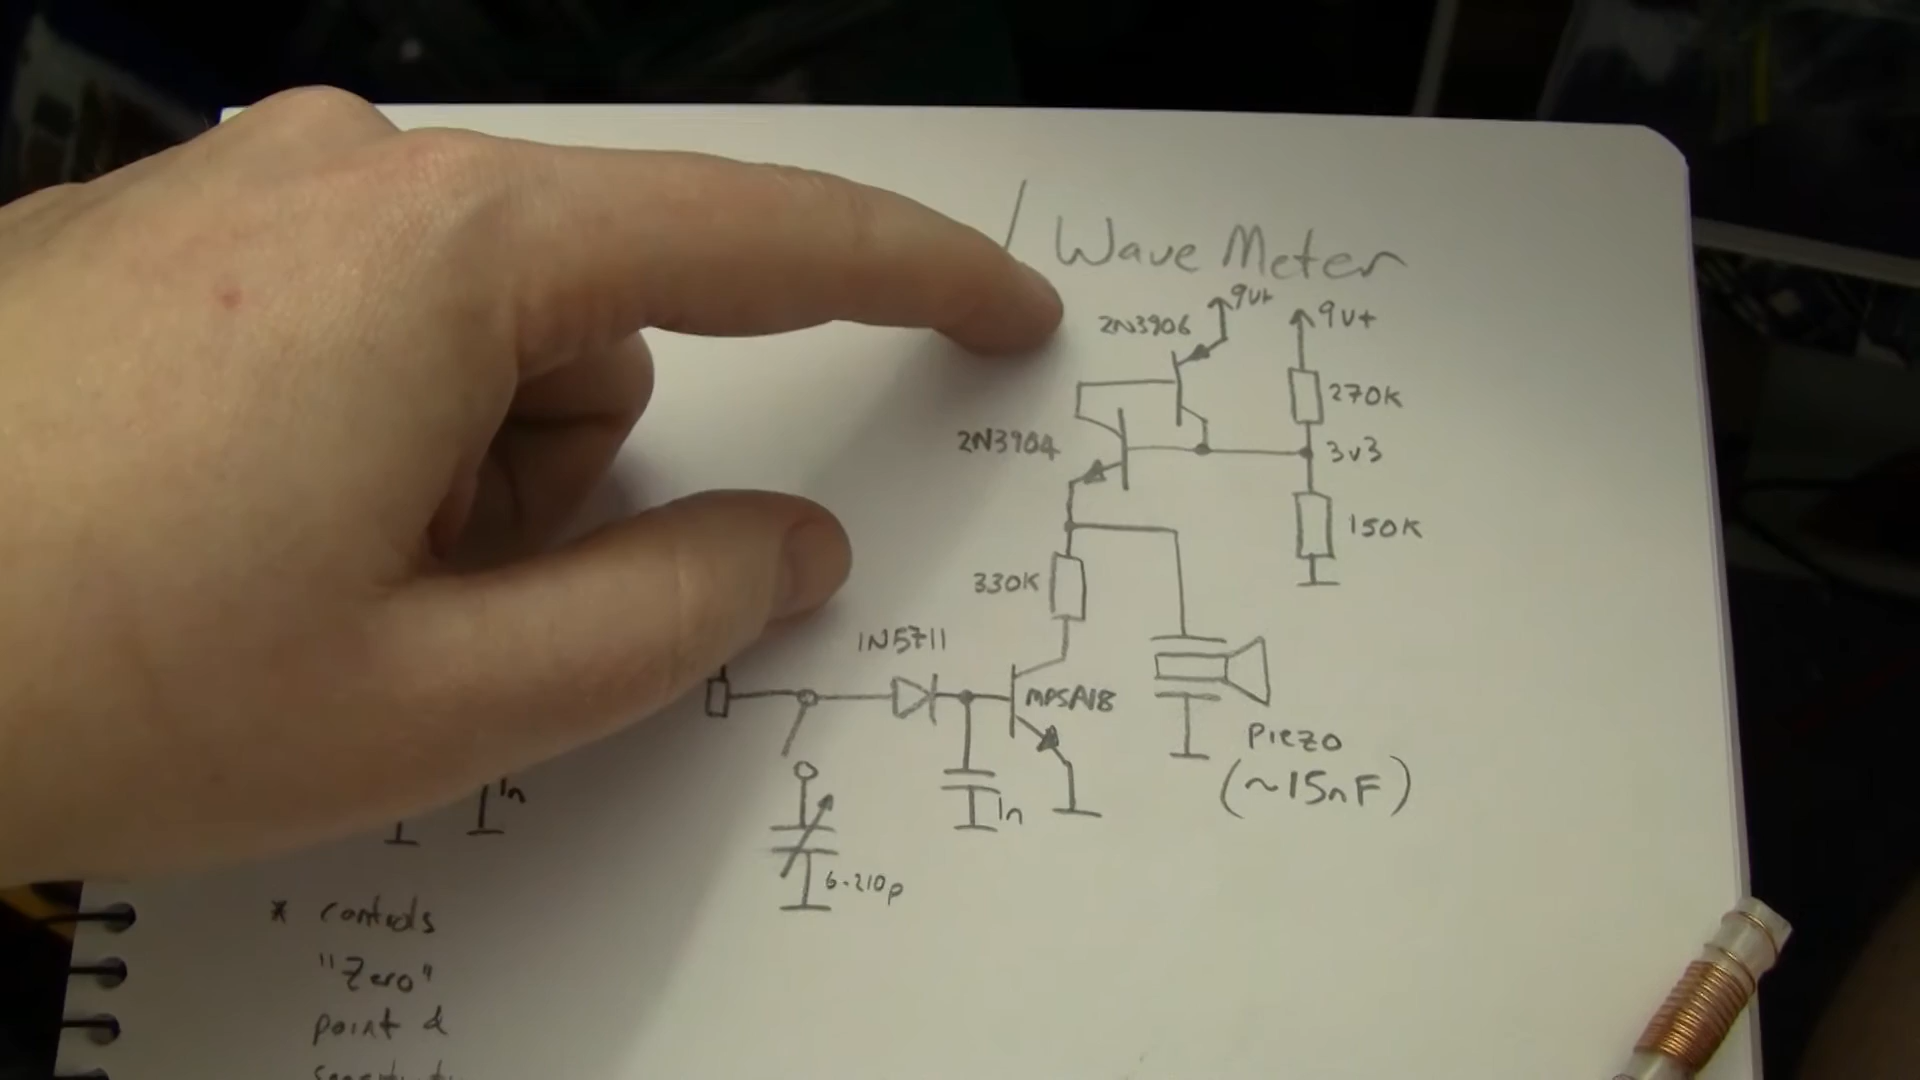 / Wave Meter
9v+
2N3906
9v+
270K
2N3904
3v3
150K
330K
1N5711
MPSA18
Piezo
(~15nF)
1n
1n
6-210p
* controls
"Zero"
point &